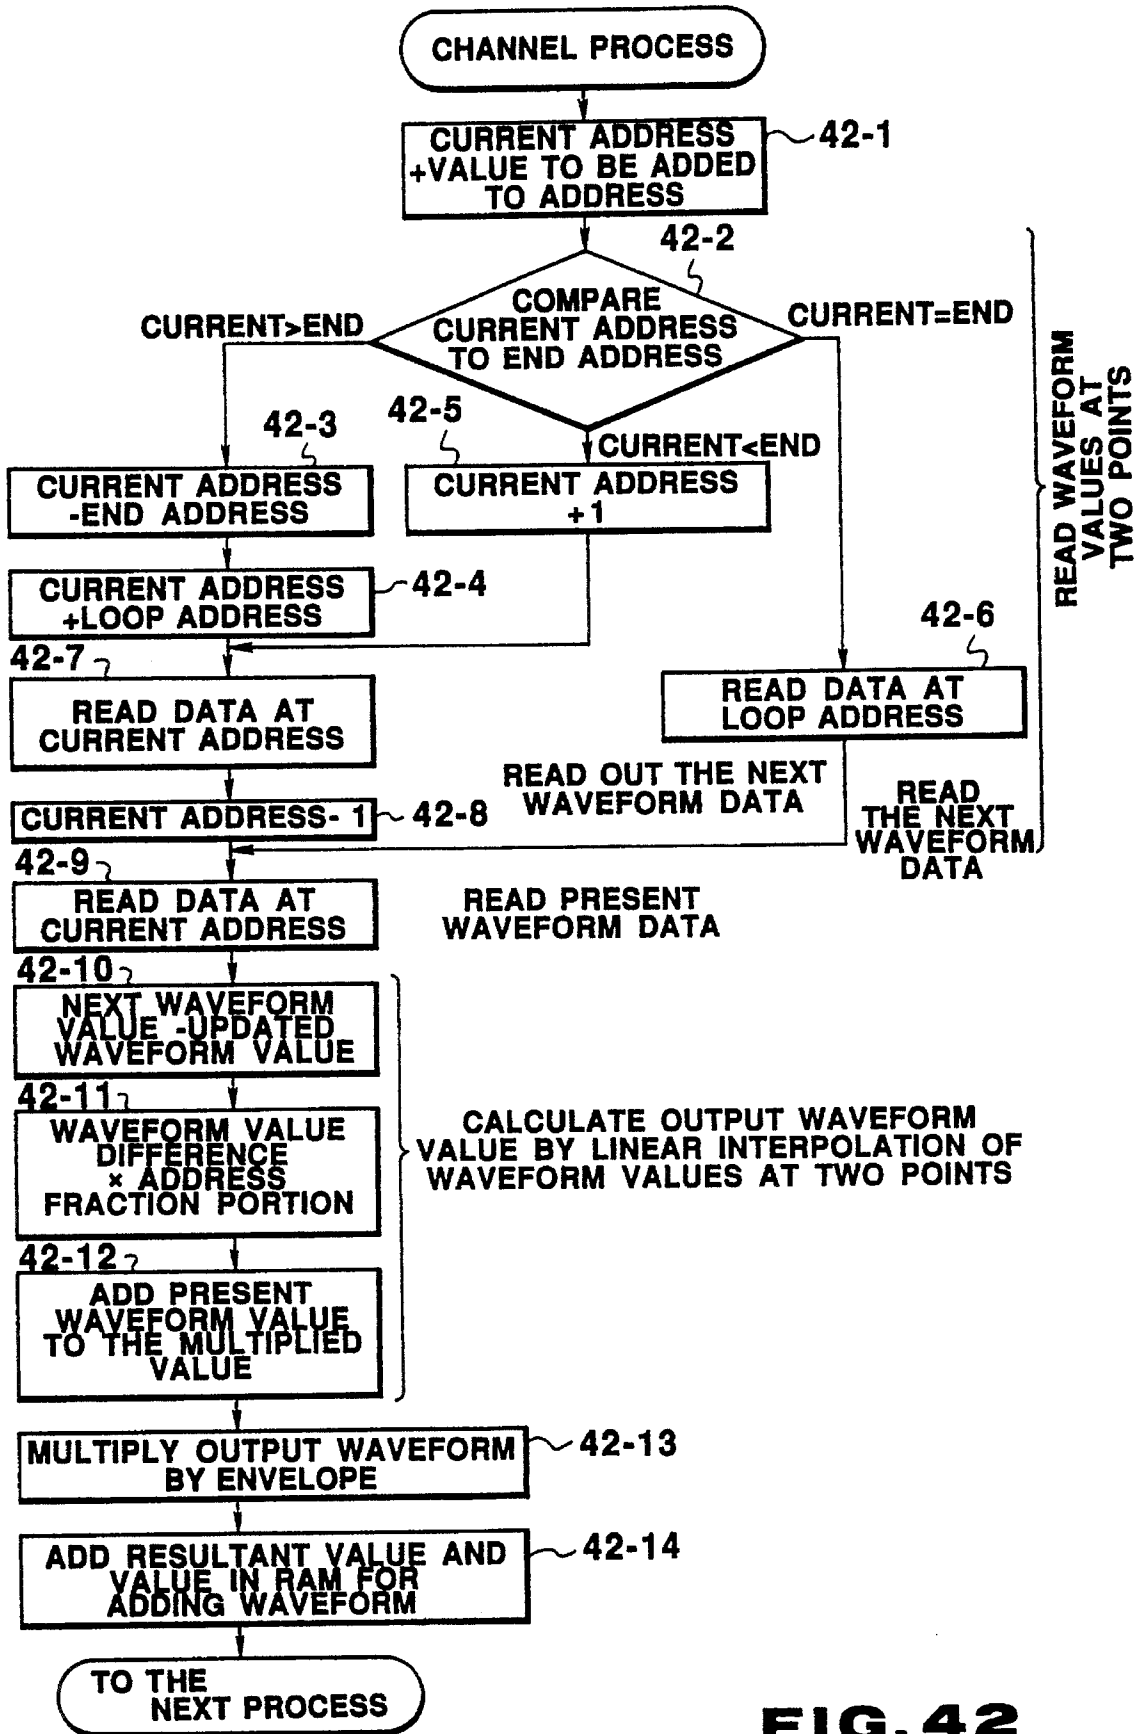 CHANNEL PROCESS
CURRENT ADDRESS
+VALUE TO BE ADDED
TO ADDRESS
42-1
42-2
COMPARE
CURRENT ADDRESS
TO END ADDRESS
CURRENT>END
CURRENT=END
CURRENT<END
42-3
CURRENT ADDRESS
-END ADDRESS
42-5
CURRENT ADDRESS
+1
CURRENT ADDRESS
+LOOP ADDRESS
42-4
42-6
READ DATA AT
LOOP ADDRESS
READ WAVEFORM
VALUES AT
TWO POINTS
42-7
READ DATA AT
CURRENT ADDRESS
READ OUT THE NEXT
WAVEFORM DATA
READ
THE NEXT
WAVEFORM
DATA
CURRENT ADDRESS- 1
42-8
42-9
READ DATA AT
CURRENT ADDRESS
READ PRESENT
WAVEFORM DATA
42-10
NEXT WAVEFORM
VALUE -UPDATED
WAVEFORM VALUE
42-11
WAVEFORM VALUE
DIFFERENCE
× ADDRESS
FRACTION PORTION
CALCULATE OUTPUT WAVEFORM
VALUE BY LINEAR INTERPOLATION OF
WAVEFORM VALUES AT TWO POINTS
42-12
ADD PRESENT
WAVEFORM VALUE
TO THE MULTIPLIED
VALUE
MULTIPLY OUTPUT WAVEFORM
BY ENVELOPE
42-13
ADD RESULTANT VALUE AND
VALUE IN RAM FOR
ADDING WAVEFORM
42-14
TO THE
NEXT PROCESS
FIG.42